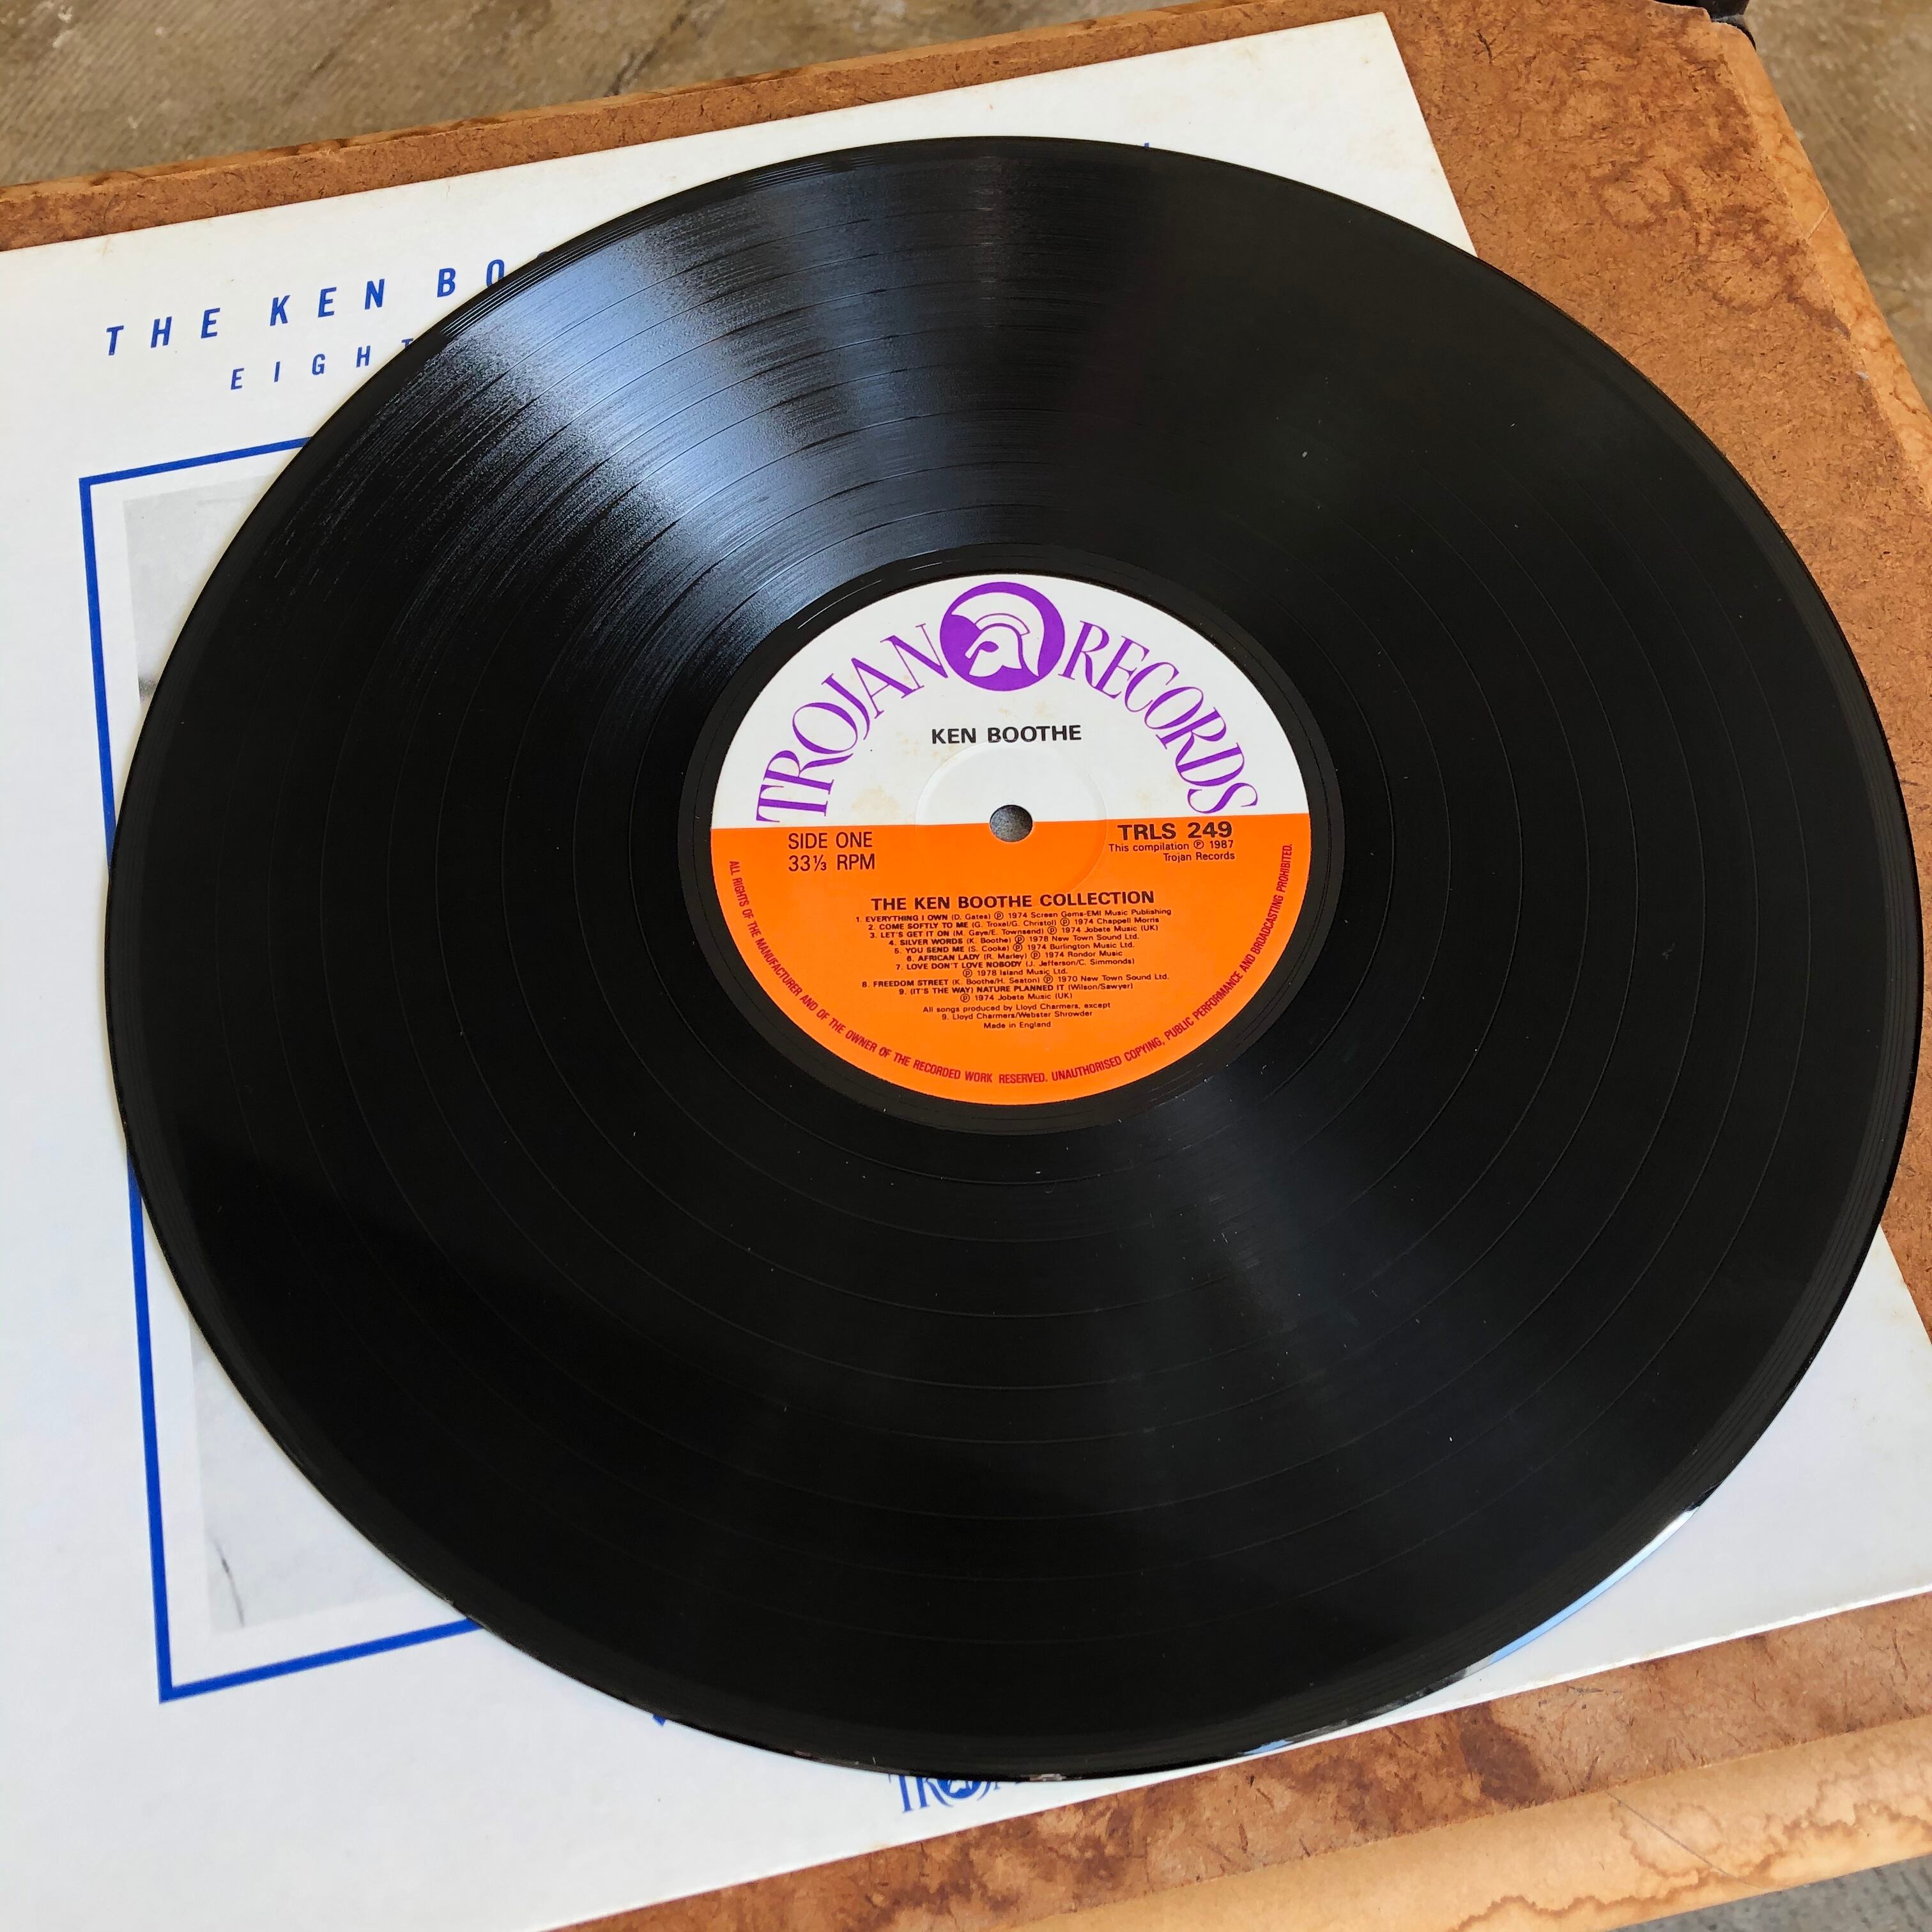 THE KEN BO
EIGHT
TROJAN RECORDS
KEN BOOTHE
SIDE ONE
33⅓ RPM
TRLS 249
This compilation ℗ 1987
Trojan Records
THE KEN BOOTHE COLLECTION
1. EVERYTHING I OWN (D. Gates) ℗ 1974 Screen Gems-EMI Music Publishing
2. COME SOFTLY TO ME (G. Troxel/G. Christol) ℗ 1974 Chappell Morris
3. LET'S GET IT ON (M. Gaye/E. Townsend) ℗ 1974 Jobete Music (UK)
4. SILVER WORDS (K. Boothe) ℗ 1978 New Town Sound Ltd.
5. YOU SEND ME (S. Cooke) ℗ 1974 Burlington Music Ltd.
6. AFRICAN LADY (R. Marley) ℗ 1974 Rondor Music
7. LOVE DON'T LOVE NOBODY (J. Jefferson/C. Simmonds)
℗ 1978 Island Music Ltd.
8. FREEDOM STREET (K. Boothe/H. Seaton) ℗ 1970 New Town Sound Ltd.
9. (IT'S THE WAY) NATURE PLANNED IT (Wilson/Sawyer)
℗ 1974 Jobete Music (UK)
All songs produced by Lloyd Charmers, except
9. Lloyd Charmers/Webster Shrowder
Made in England
ALL RIGHTS OF THE MANUFACTURER AND OF THE OWNER OF THE RECORDED WORK RESERVED. UNAUTHORISED COPYING, PUBLIC PERFORMANCE AND BROADCASTING PROHIBITED.
TROJ